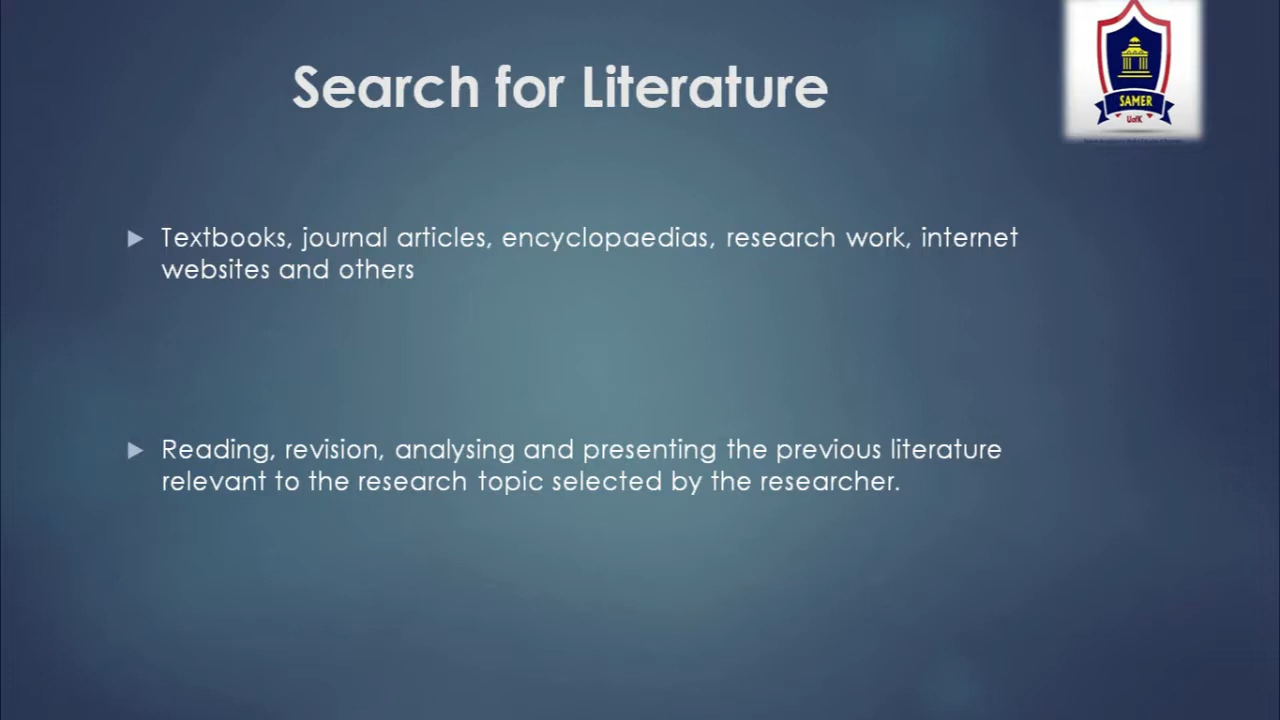 Search for Literature
SAMER
UofK
Textbooks, journal articles, encyclopaedias, research work, internet
websites and others
Reading, revision, analysing and presenting the previous literature
relevant to the research topic selected by the researcher.